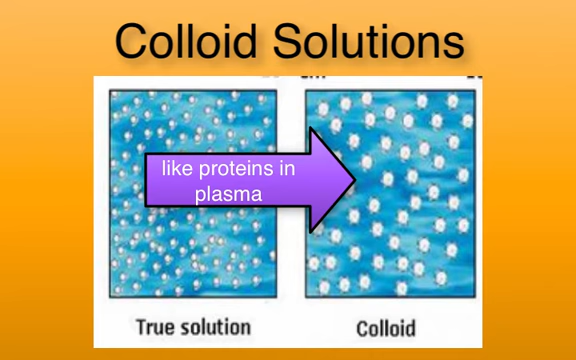 Colloid Solutions
like proteins in
plasma
True solution
Colloid